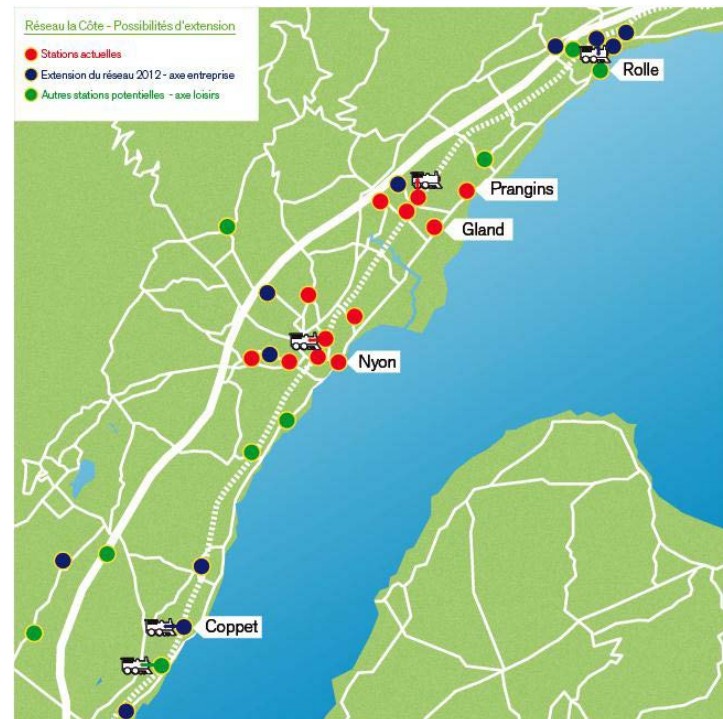 Réseau la Côte - Possibilités d'extension
Stations actuelles
Extension du réseau 2012 - axe entreprise
Autres stations potentielles - axe loisirs
Rolle
Prangins
Gland
Nyon
Coppet